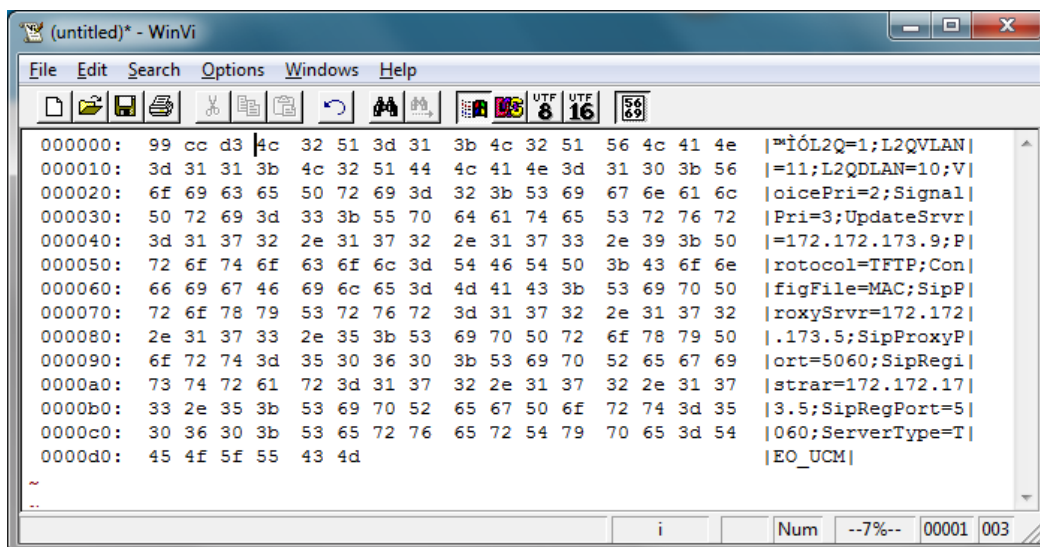 (untitled)* - WinVi
File Edit Search Options Windows Help
UTF 8 UTF 16 56 69
000000: 99 cc d3 4c 32 51 3d 31 3b 4c 32 51 56 4c 41 4e |™ÌÓL2Q=1;L2QVLAN|
000010: 3d 31 31 3b 4c 32 51 44 4c 41 4e 3d 31 30 3b 56 |=11;L2QDLAN=10;V|
000020: 6f 69 63 65 50 72 69 3d 32 3b 53 69 67 6e 61 6c |oicePri=2;Signal|
000030: 50 72 69 3d 33 3b 55 70 64 61 74 65 53 72 76 72 |Pri=3;UpdateSrvr|
000040: 3d 31 37 32 2e 31 37 32 2e 31 37 33 2e 39 3b 50 |=172.172.173.9;P|
000050: 72 6f 74 6f 63 6f 6c 3d 54 46 54 50 3b 43 6f 6e |rotocol=TFTP;Con|
000060: 66 69 67 46 69 6c 65 3d 4d 41 43 3b 53 69 70 50 |figFile=MAC;SipP|
000070: 72 6f 78 79 53 72 76 72 3d 31 37 32 2e 31 37 32 |roxySrvr=172.172|
000080: 2e 31 37 33 2e 35 3b 53 69 70 50 72 6f 78 79 50 |.173.5;SipProxyP|
000090: 6f 72 74 3d 35 30 36 30 3b 53 69 70 52 65 67 69 |ort=5060;SipRegi|
0000a0: 73 74 72 61 72 3d 31 37 32 2e 31 37 32 2e 31 37 |strar=172.172.17|
0000b0: 33 2e 35 3b 53 69 70 52 65 67 50 6f 72 74 3d 35 |3.5;SipRegPort=5|
0000c0: 30 36 30 3b 53 65 72 76 65 72 54 79 70 65 3d 54 |060;ServerType=T|
0000d0: 45 4f 5f 55 43 4d |EO_UCM|
~
i Num --7%-- 00001 003